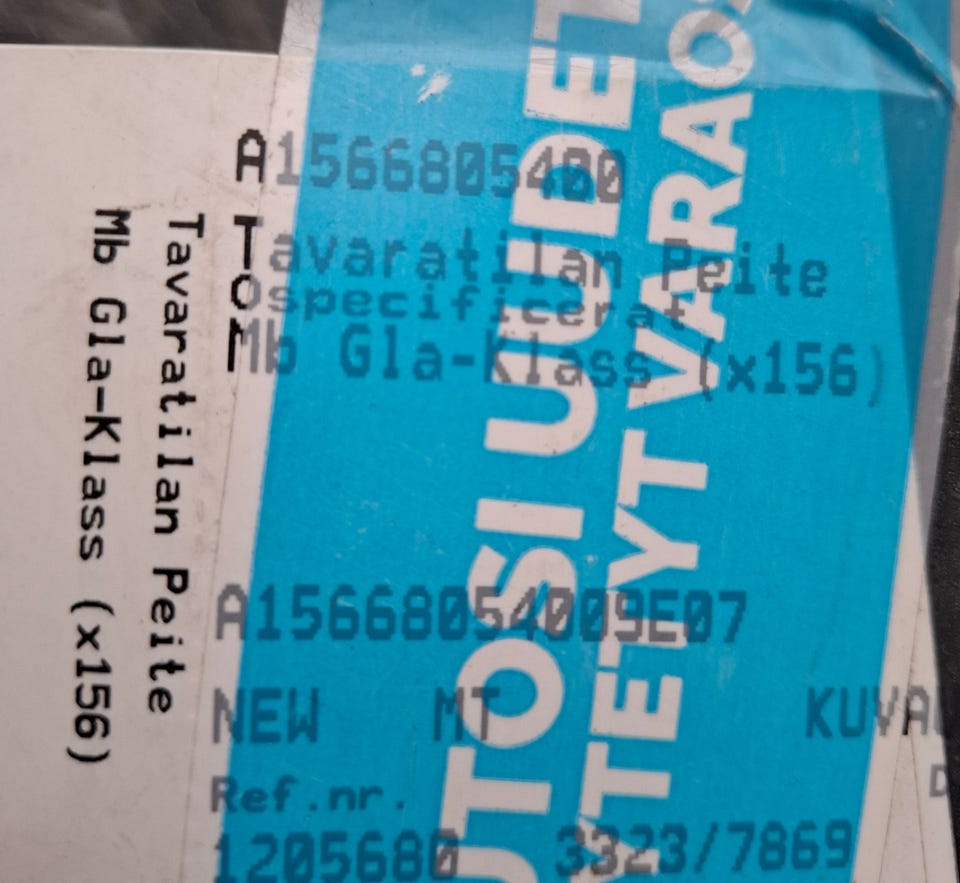 A1566805400
Tavaratilan Peite
Ospecificerat
Mb Gla-Klass (x156)
A15668054009E07
NEW MT
Ref.nr.
1205680 3323/7869
Tavaratilan Peite
Mb Gla-Klass (x156)